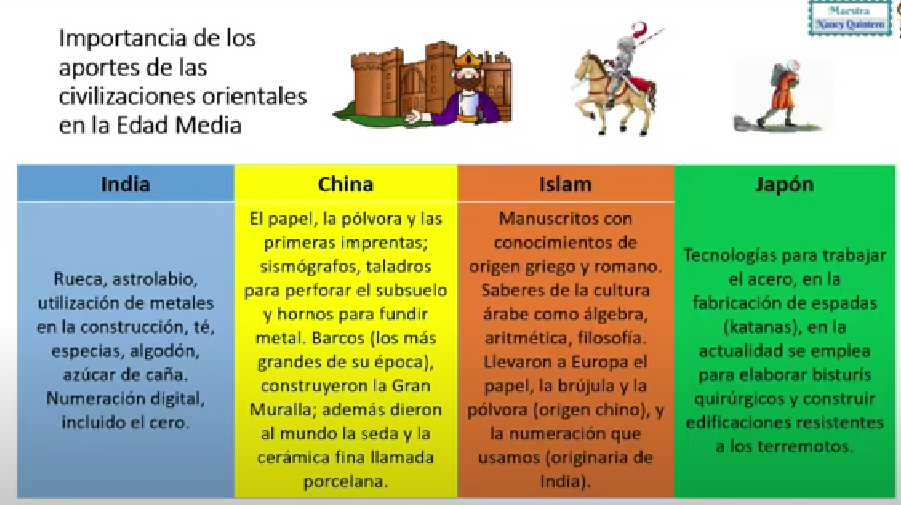 Maestra
Nancy Quintero
Importancia de los
aportes de las
civilizaciones orientales
en la Edad Media
India
China
Islam
Japón
Rueca, astrolabio,
utilización de metales
en la construcción, té,
especias, algodón,
azúcar de caña.
Numeración digital,
incluido el cero.
El papel, la pólvora y las
primeras imprentas;
sismógrafos, taladros
para perforar el subsuelo
y hornos para fundir
metal. Barcos (los más
grandes de su época),
construyeron la Gran
Muralla; además dieron
al mundo la seda y la
cerámica fina llamada
porcelana.
Manuscritos con
conocimientos de
origen griego y romano.
Saberes de la cultura
árabe como álgebra,
aritmética, filosofía.
Llevaron a Europa el
papel, la brújula y la
pólvora (origen chino), y
la numeración que
usamos (originaria de
India).
Tecnologías para trabajar
el acero, en la
fabricación de espadas
(katanas), en la
actualidad se emplea
para elaborar bisturís
quirúrgicos y construir
edificaciones resistentes
a los terremotos.